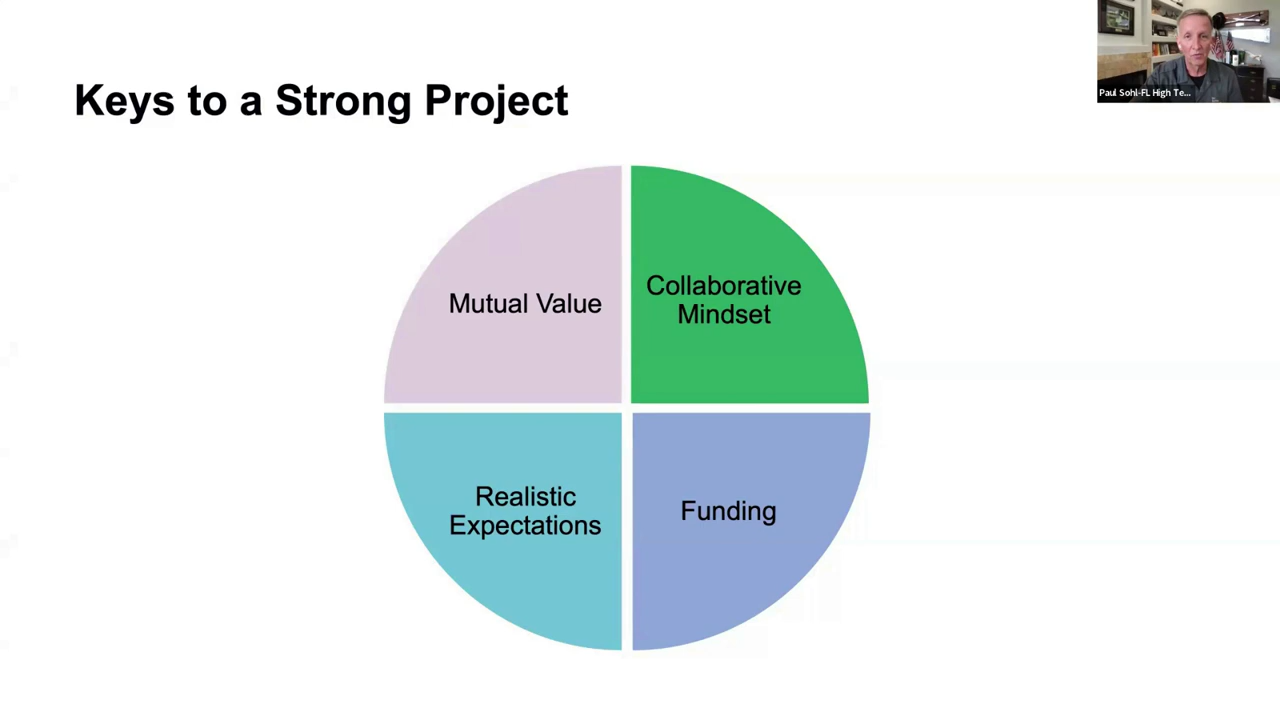 Paul Sohl-FL High Te...
Keys to a Strong Project
Mutual Value
Collaborative
Mindset
Realistic
Expectations
Funding